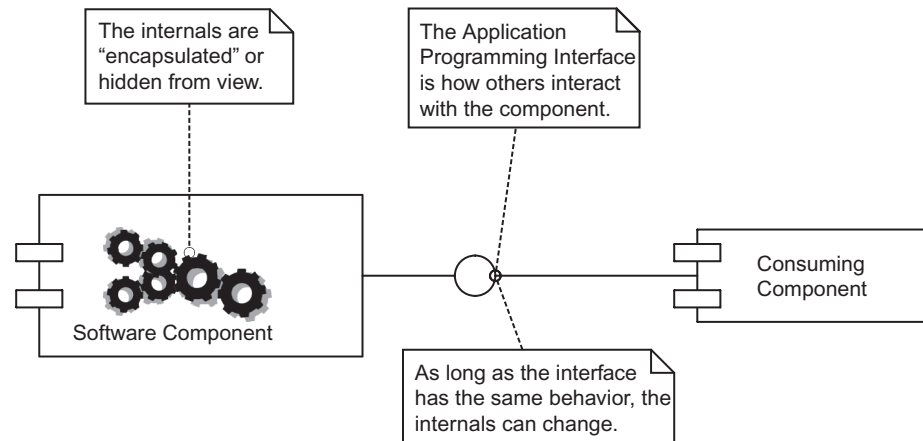 The internals are
“encapsulated” or
hidden from view.
The Application
Programming Interface
is how others interact
with the component.
Software Component
Consuming
Component
As long as the interface
has the same behavior, the
internals can change.